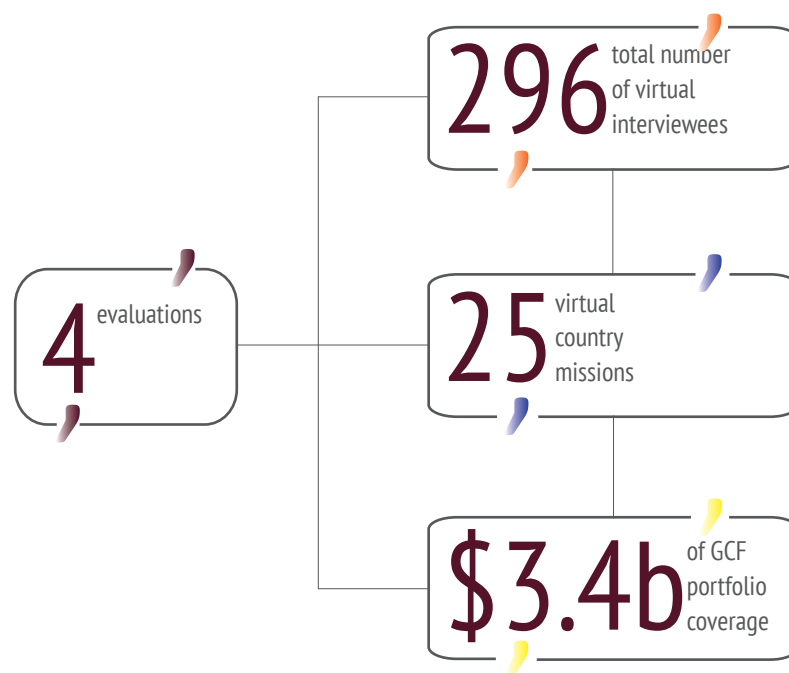 296
total number
of virtual
interviewees
4
evaluations
25
virtual
country
missions
$3.4b
of GCF
portfolio
coverage